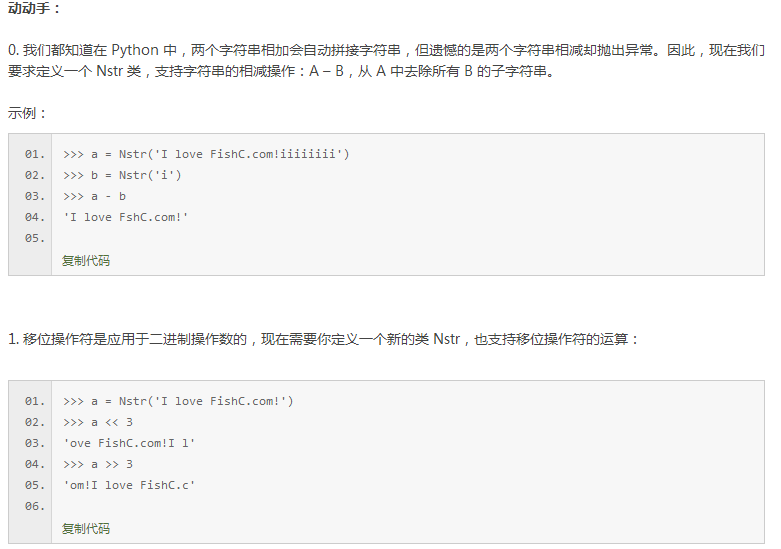 动动手：
0. 我们都知道在 Python 中，两个字符串相加会自动拼接字符串，但遗憾的是两个字符串相减却抛出异常。因此，现在我们
要求定义一个 Nstr 类，支持字符串的相减操作：A – B，从 A 中去除所有 B 的子字符串。
示例：
01. >>> a = Nstr('I love FishC.com!iiiiiiii')
02. >>> b = Nstr('i')
03. >>> a - b
04. 'I love FshC.com!'
05.
复制代码
1. 移位操作符是应用于二进制操作数的，现在需要你定义一个新的类 Nstr，也支持移位操作符的运算：
01. >>> a = Nstr('I love FishC.com!')
02. >>> a << 3
03. 'ove FishC.com!I l'
04. >>> a >> 3
05. 'om!I love FishC.c'
06.
复制代码